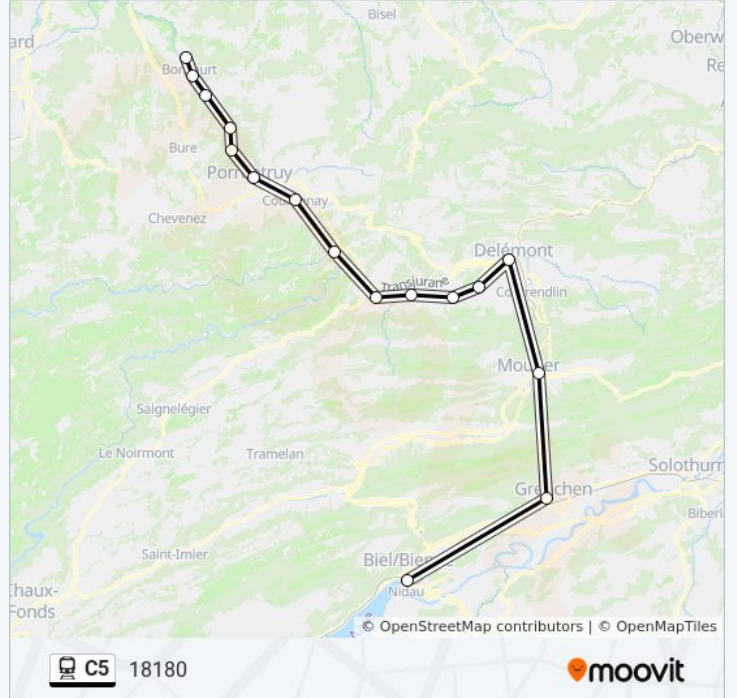 Bisel
ard
Oberw
Re
Boncourt
Bure
Porrentruy
Courgenay
Chevenez
Delémont
Transjurane
Courrendlin
Moutier
Saignelégier
Le Noirmont
Tramelan
Solothurn
Grenchen
Biberi
Saint-Imier
Biel/Bienne
Chaux-
Fonds
Nidau
© OpenStreetMap contributors | © OpenMapTiles
C5 18180
moovit